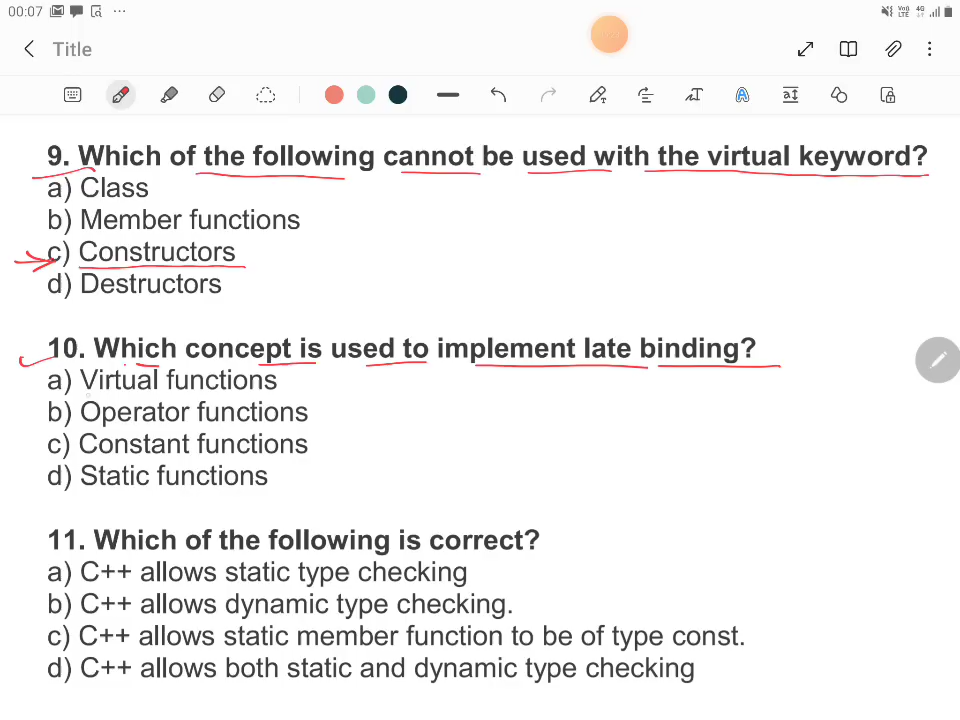 00:07
Title
9. Which of the following cannot be used with the virtual keyword?
a) Class
b) Member functions
c) Constructors
d) Destructors
10. Which concept is used to implement late binding?
a) Virtual functions
b) Operator functions
c) Constant functions
d) Static functions
11. Which of the following is correct?
a) C++ allows static type checking
b) C++ allows dynamic type checking.
c) C++ allows static member function to be of type const.
d) C++ allows both static and dynamic type checking